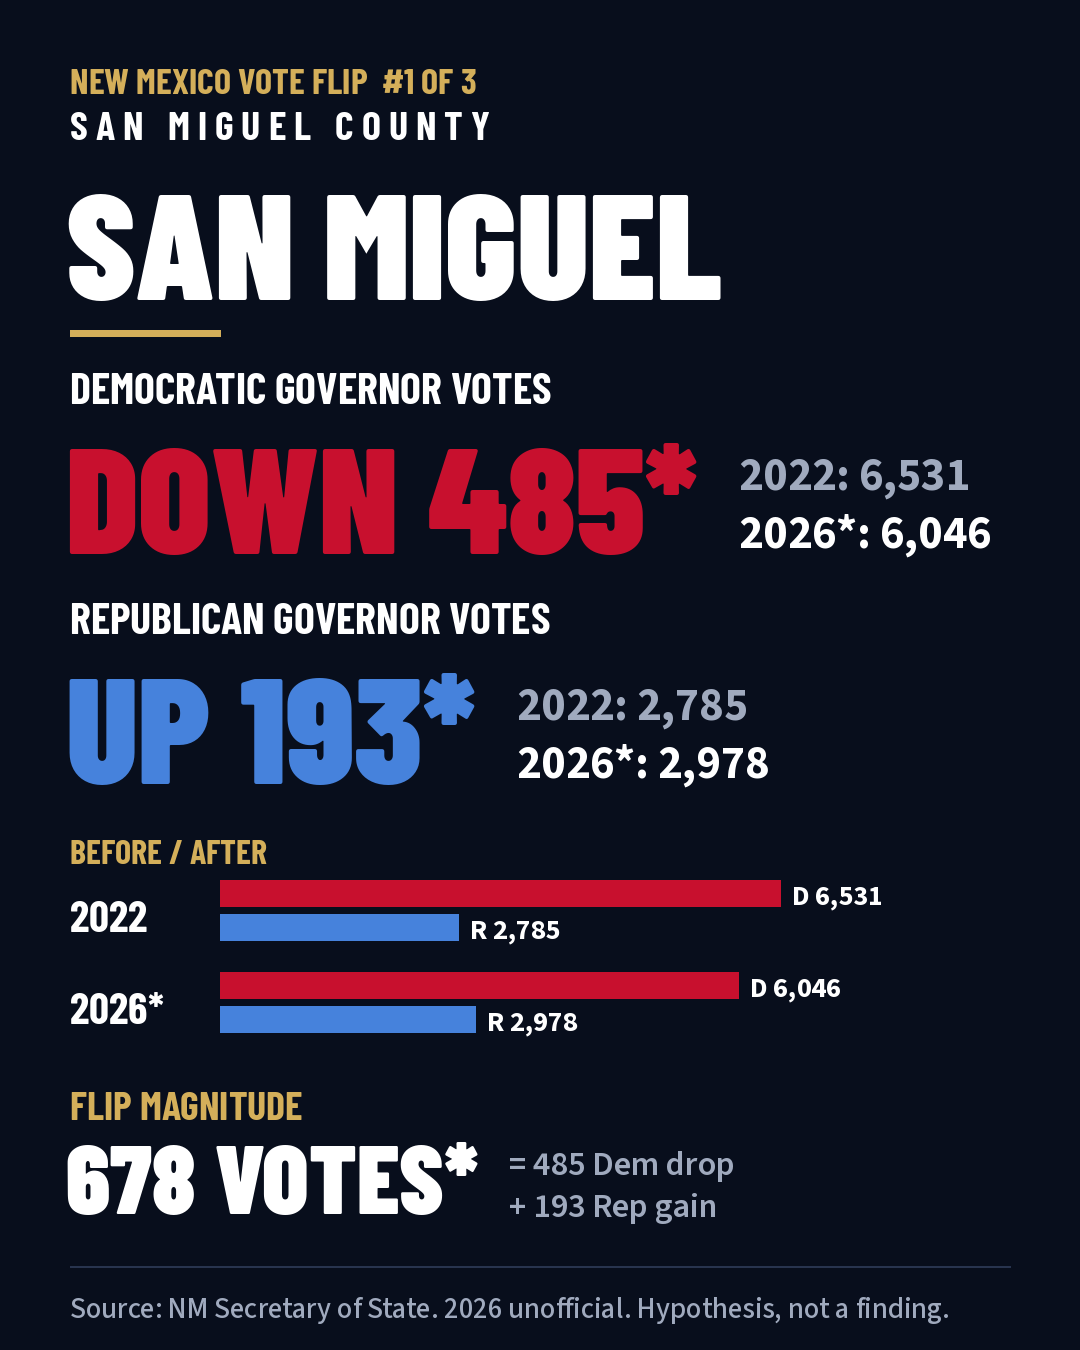 NEW MEXICO VOTE FLIP #1 OF 3
SAN MIGUEL COUNTY
SAN MIGUEL
DEMOCRATIC GOVERNOR VOTES
DOWN 485*
2022: 6,531
2026*: 6,046
REPUBLICAN GOVERNOR VOTES
UP 193*
2022: 2,785
2026*: 2,978
BEFORE / AFTER
2022
D 6,531
R 2,785
2026*
D 6,046
R 2,978
FLIP MAGNITUDE
678 VOTES*
= 485 Dem drop
+ 193 Rep gain
Source: NM Secretary of State. 2026 unofficial. Hypothesis, not a finding.